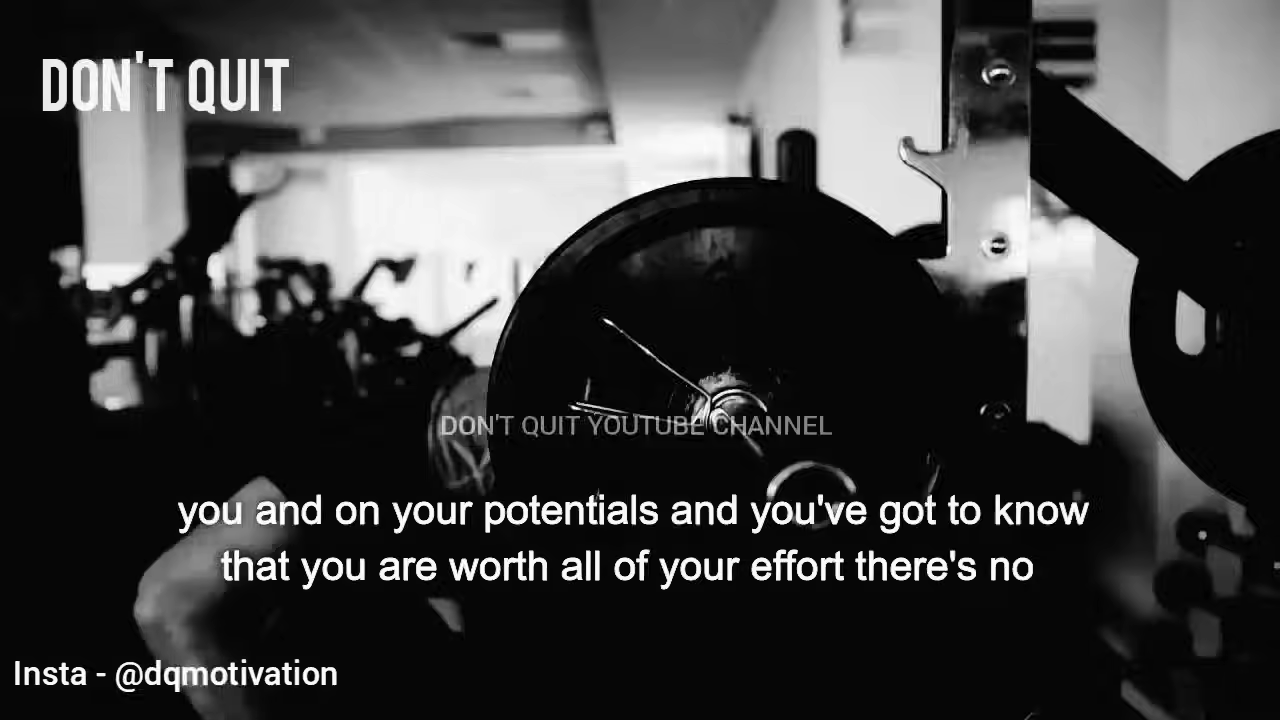 DON'T QUIT
DON'T QUIT YOUTUBE CHANNEL
you and on your potentials and you've got to know
that you are worth all of your effort there's no
Insta - @dqmotivation